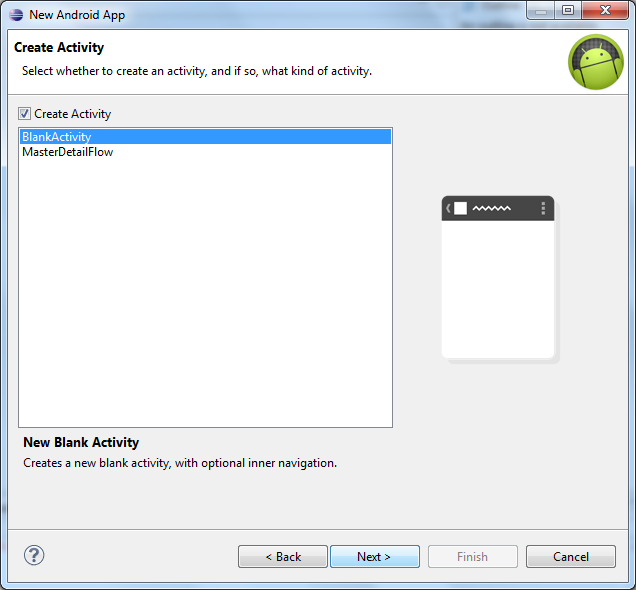 New Android App
Create Activity
Select whether to create an activity, and if so, what kind of activity.
Create Activity
BlankActivity
MasterDetailFlow
New Blank Activity
Creates a new blank activity, with optional inner navigation.
?
< Back
Next >
Finish
Cancel